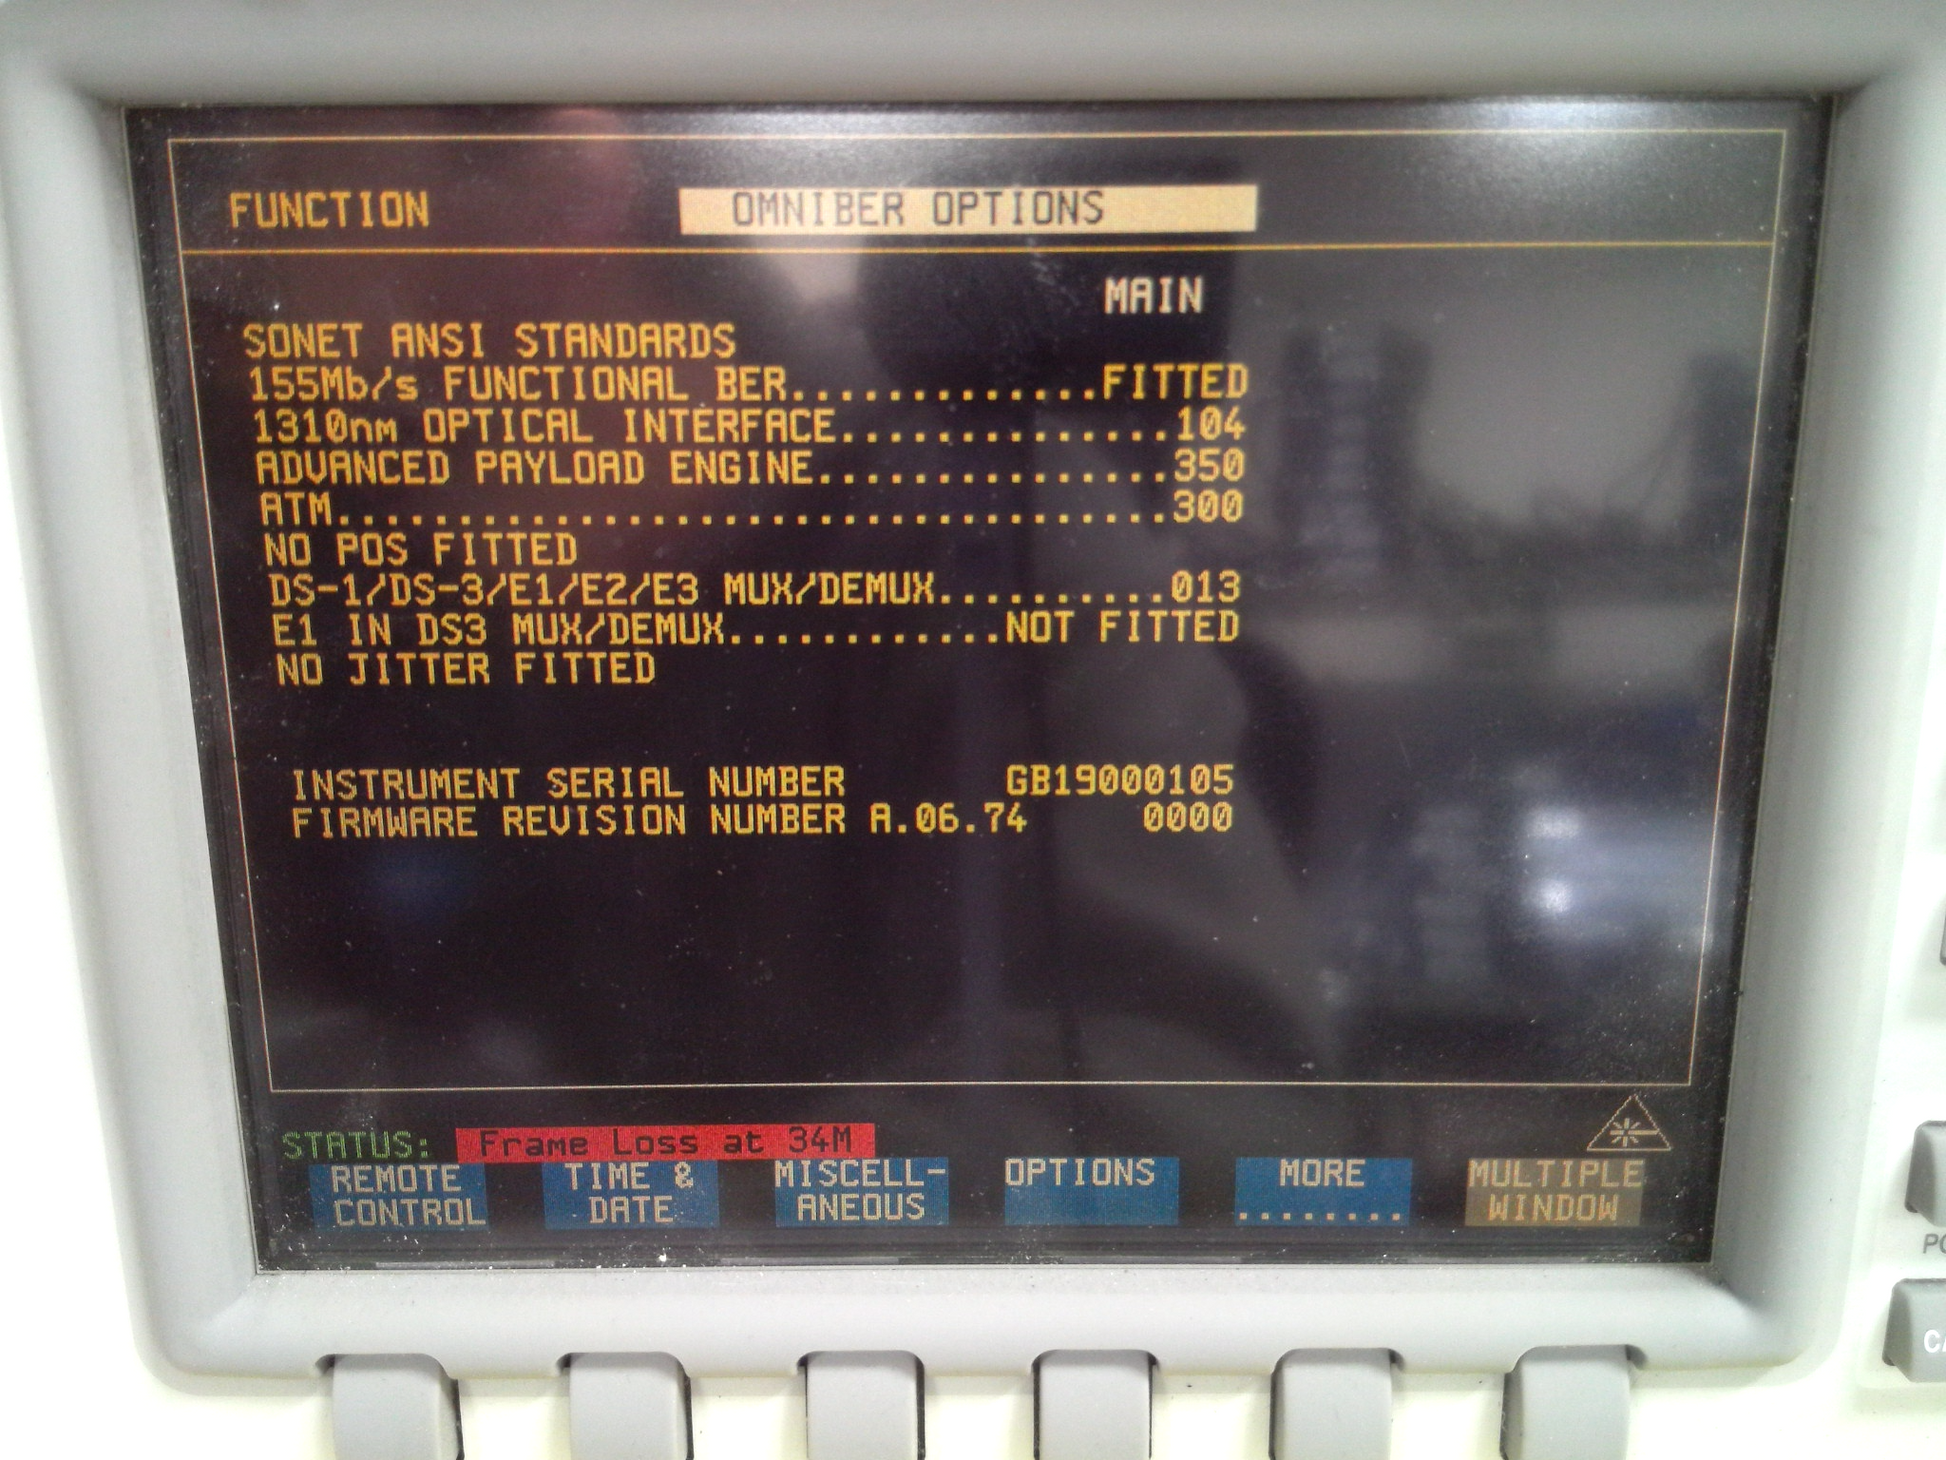 FUNCTION OMNIBER OPTIONS
MAIN
SONET ANSI STANDARDS
155Mb/s FUNCTIONAL BER.............FITTED
1310nm OPTICAL INTERFACE..............104
ADVANCED PAYLOAD ENGINE...............350
ATM....................................300
NO POS FITTED
DS-1/DS-3/E1/E2/E3 MUX/DEMUX..........013
E1 IN DS3 MUX/DEMUX............NOT FITTED
NO JITTER FITTED
INSTRUMENT SERIAL NUMBER GB19000105
FIRMWARE REVISION NUMBER A.06.74 0000
STATUS: Frame Loss at 34M
REMOTE CONTROL
TIME & DATE
MISCELL-
ANEOUS
OPTIONS
MORE
........
MULTIPLE WINDOW